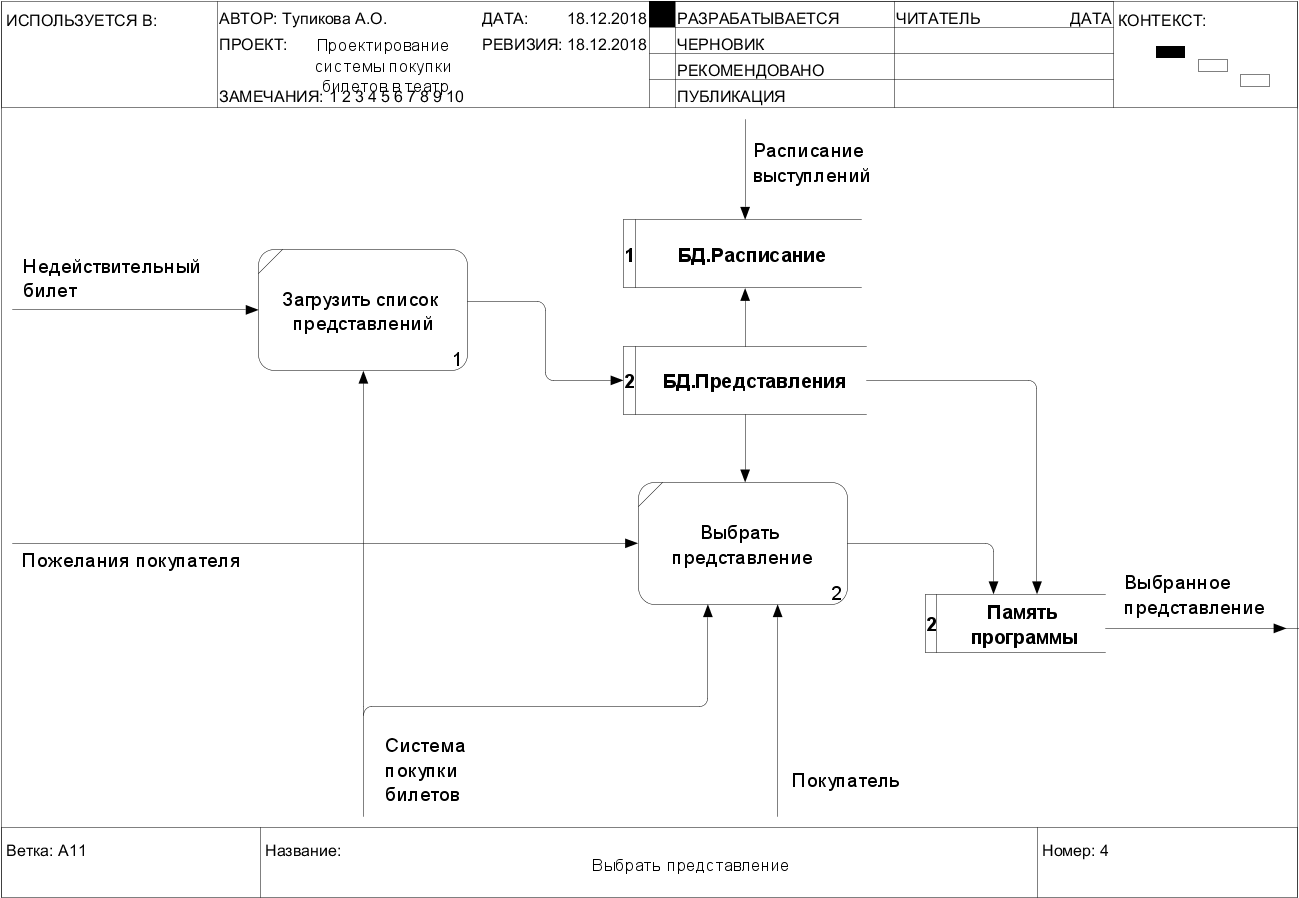 ИСПОЛЬЗУЕТСЯ В:
АВТОР: Тупикова А.О.
ДАТА: 18.12.2018
ПРОЕКТ: Проектирование
системы покупки
билетов в театр
РЕВИЗИЯ: 18.12.2018
ЗАМЕЧАНИЯ: 1 2 3 4 5 6 7 8 9 10
РАЗРАБАТЫВАЕТСЯ
ЧЕРНОВИК
РЕКОМЕНДОВАНО
ПУБЛИКАЦИЯ
ЧИТАТЕЛЬ ДАТА
КОНТЕКСТ:
Расписание
выступлений
1 БД.Расписание
Недействительный
билет
Загрузить список
представлений
1
2 БД.Представления
Пожелания покупателя
Выбрать
представление
2
Выбранное
представление
2 Память
программы
Система
покупки
билетов
Покупатель
Ветка: A11
Название:
Выбрать представление
Номер: 4